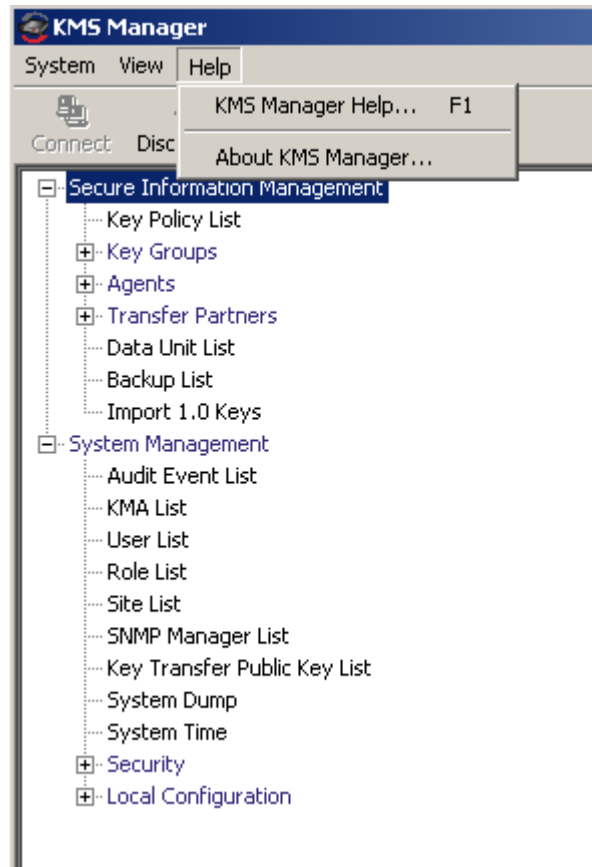 KMS Manager
System View Help
KMS Manager Help... F1
Connect Disc
About KMS Manager...
Secure Information Management
Key Policy List
Key Groups
Agents
Transfer Partners
Data Unit List
Backup List
Import 1.0 Keys
System Management
Audit Event List
KMA List
User List
Role List
Site List
SNMP Manager List
Key Transfer Public Key List
System Dump
System Time
Security
Local Configuration